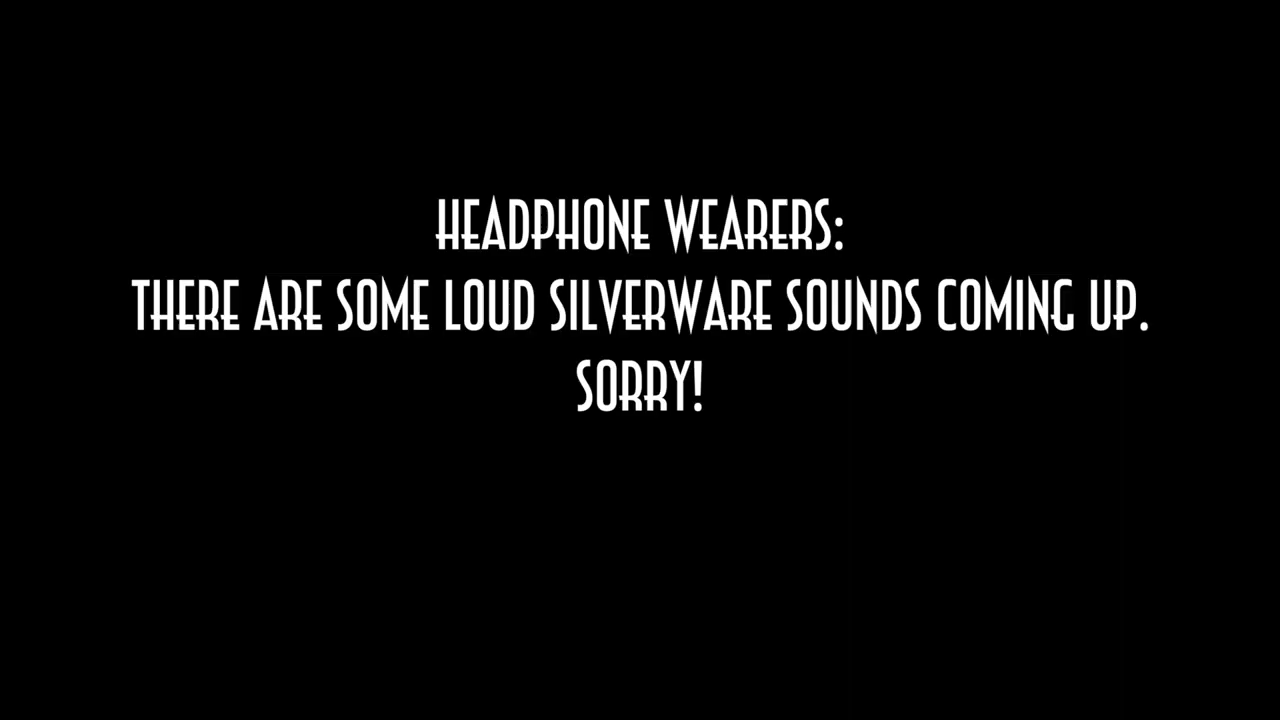 HEADPHONE WEARERS:
THERE ARE SOME LOUD SILVERWARE SOUNDS COMING UP.
SORRY!